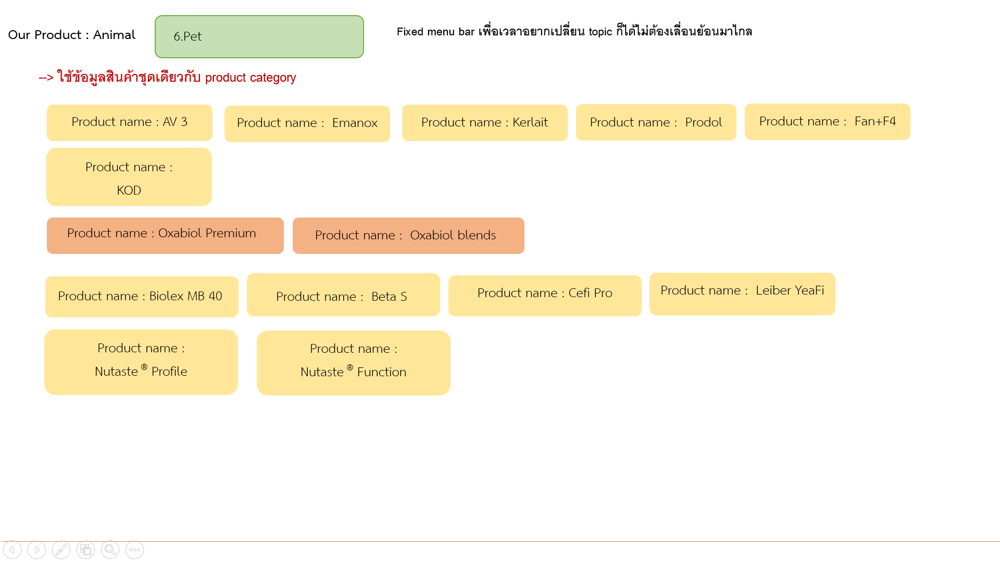 Our Product : Animal
6.Pet
Fixed menu bar เพื่อเวลาอยากเปลี่ยน topic ก็ได้ไม่ต้องเลื่อนย้อนมาไกล
--> ใช้ข้อมูลสินค้าชุดเดียวกับ product category
Product name : AV 3
Product name :  Emanox
Product name : Kerlait
Product name :  Prodol
Product name :  Fan+F4
Product name :
KOD
Product name : Oxabiol Premium
Product name :  Oxabiol blends
Product name : Biolex MB 40
Product name :  Beta S
Product name : Cefi Pro
Product name :  Leiber YeaFi
Product name :
Nutaste ® Profile
Product name :
Nutaste ® Function